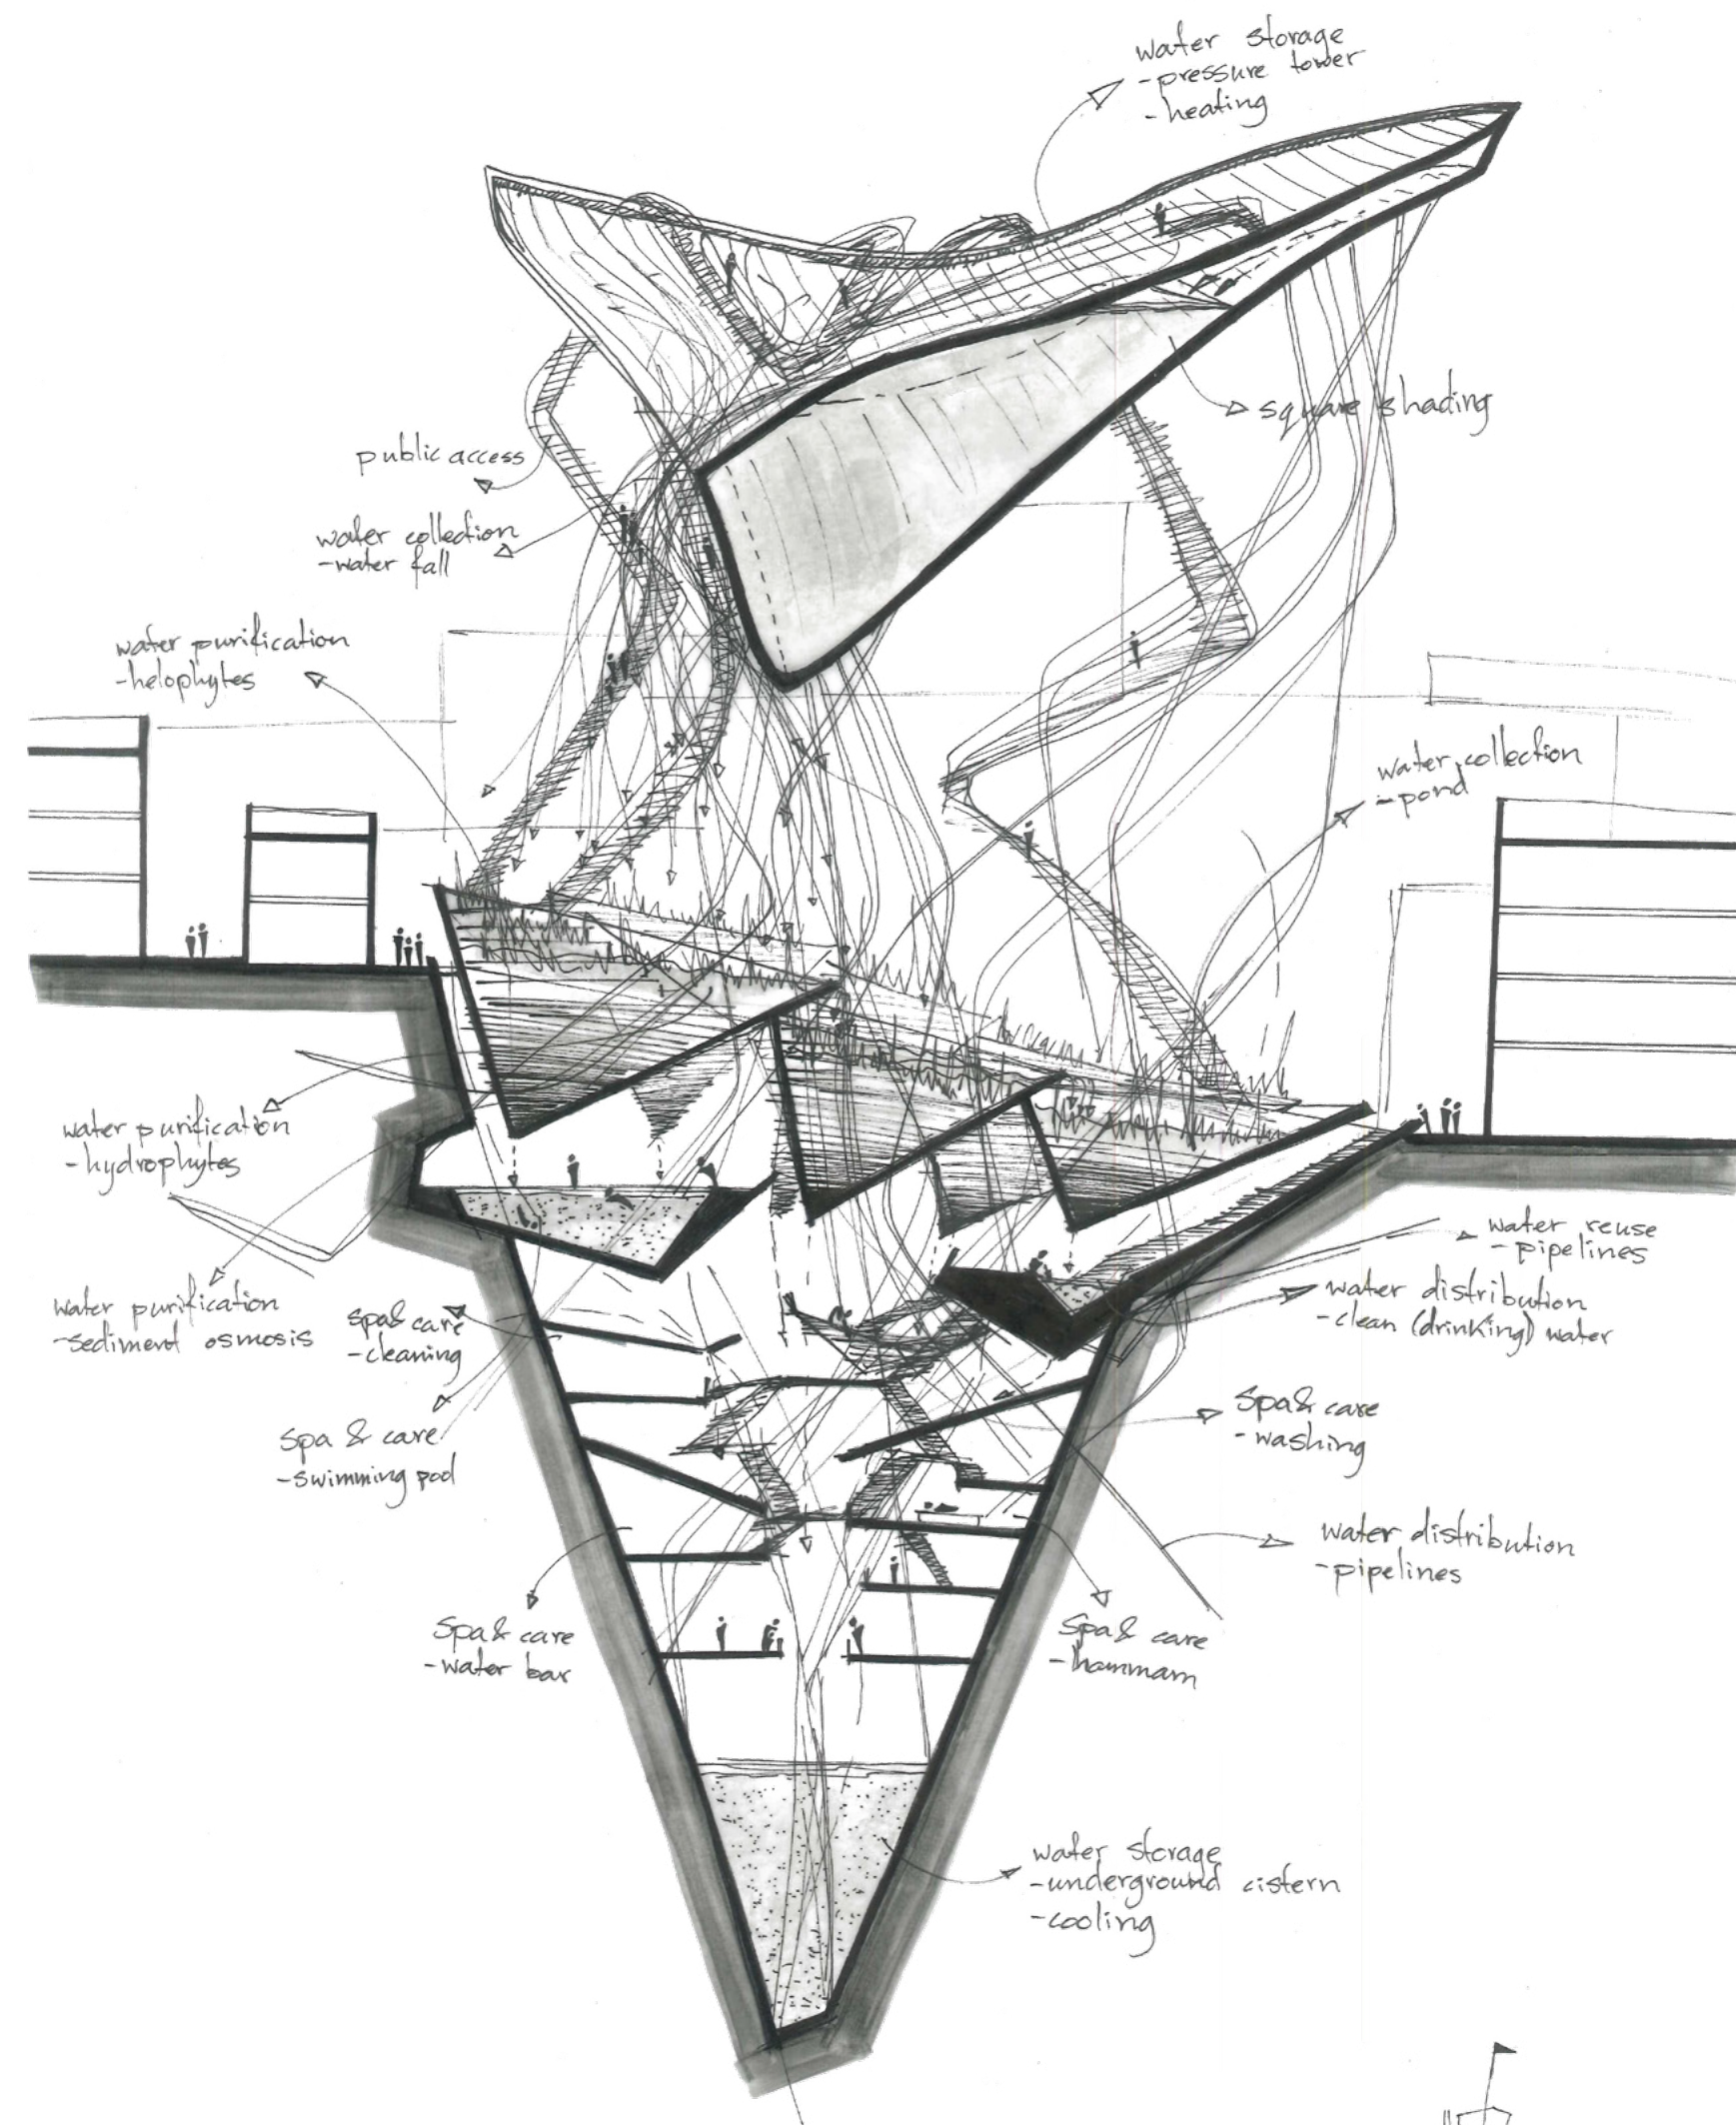 water storage
-pressure tower
-heating
square shading
public access
water collection
-water fall
water purification
-helophytes
water collection
-pond
water purification
-hydrophytes
water reuse
-pipelines
water distribution
-clean (drinking) water
water purification
-sediment osmosis
spa& care
-cleaning
Spa & care
-swimming pool
Spa& care
-washing
water distribution
-pipelines
Spa& care
-water bar
Spa& care
-hammam
water storage
-underground cistern
-cooling